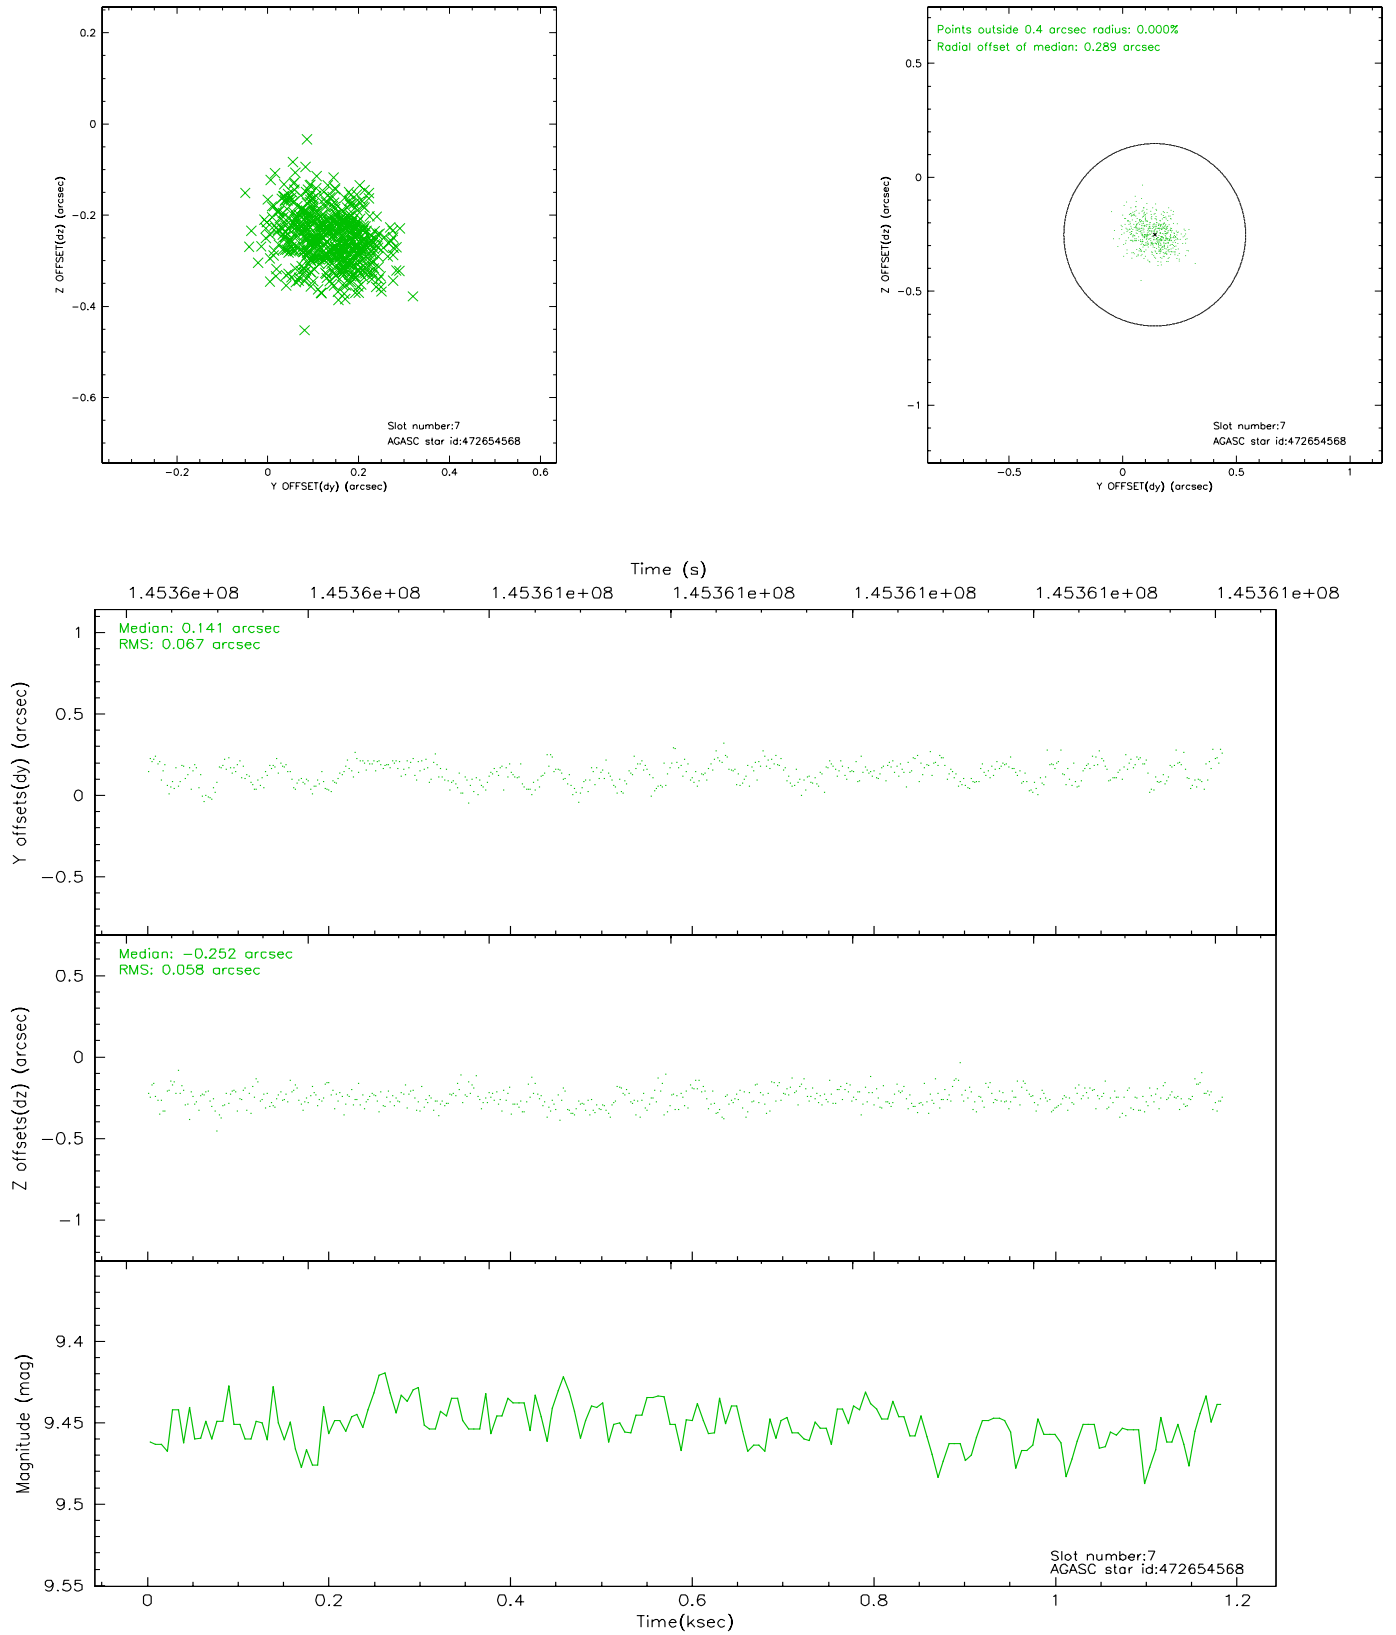 0.2
0
−0.2
−0.4
−0.6
Z OFFSET(dz) (arcsec)
Slot number:7
AGASC star id:472654568
−0.2 0 0.2 0.4 0.6
Y OFFSET(dy) (arcsec)
Points outside 0.4 arcsec radius: 0.000%
Radial offset of median: 0.289 arcsec
0.5
0
−0.5
−1
Z OFFSET(dz) (arcsec)
Slot number:7
AGASC star id:472654568
−0.5 0 0.5 1
Y OFFSET(dy) (arcsec)
Time (s)
1.4536e+08 1.4536e+08 1.45361e+08 1.45361e+08 1.45361e+08 1.45361e+08 1.45361e+08
Median: 0.141 arcsec
RMS: 0.067 arcsec
1
0.5
0
−0.5
Y offsets(dy) (arcsec)
Median: −0.252 arcsec
RMS: 0.058 arcsec
0.5
0
−0.5
−1
Z offsets(dz) (arcsec)
9.4
9.45
9.5
9.55
Magnitude (mag)
Slot number:7
AGASC star id:472654568
0 0.2 0.4 0.6 0.8 1 1.2
Time(ksec)